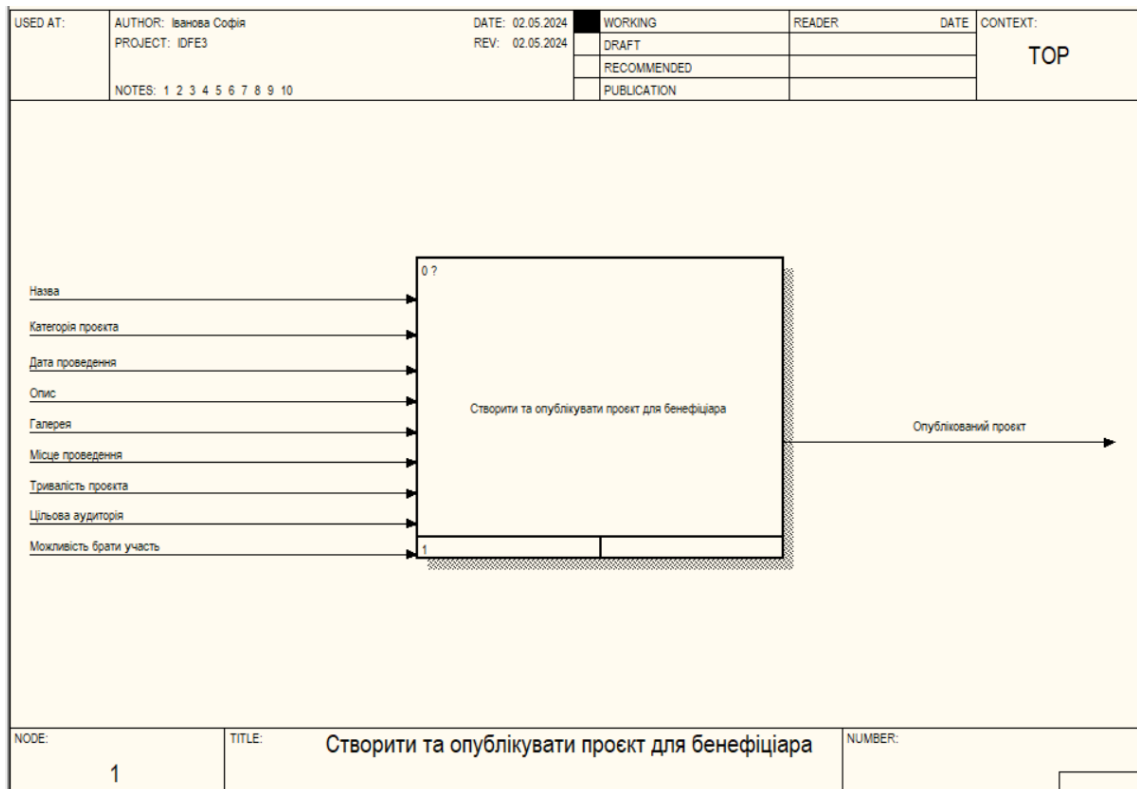 USED AT:
AUTHOR: Іванова Софія
DATE: 02.05.2024
PROJECT: IDFE3
REV: 02.05.2024
NOTES: 1 2 3 4 5 6 7 8 9 10
WORKING
DRAFT
RECOMMENDED
PUBLICATION
READER
DATE
CONTEXT:
TOP
0 ?
Назва
Категорія проєкта
Дата проведення
Опис
Галерея
Місце проведення
Тривалість проєкта
Цільова аудиторія
Можливість брати участь
Створити та опублікувати проєкт для бенефіціара
1
Опублікований проєкт
NODE:
1
TITLE:
Створити та опублікувати проєкт для бенефіціара
NUMBER: